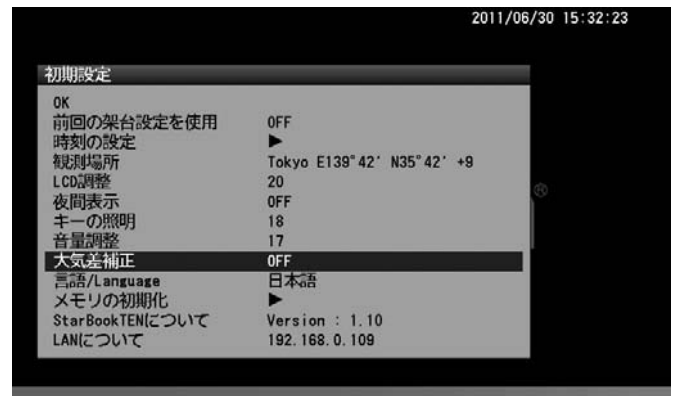 2011/06/30 15:32:23
初期設定
OK
前回の架台設定を使用 OFF
時刻の設定 ▶
観測場所 Tokyo E139°42′ N35°42′ +9
LCD調整 20
夜間表示 OFF
キーの照明 18
音量調整 17
大気差補正 OFF
言語/Language 日本語
メモリの初期化 ▶
StarBookTENについて Version : 1.10
LANについて 192.168.0.109
®